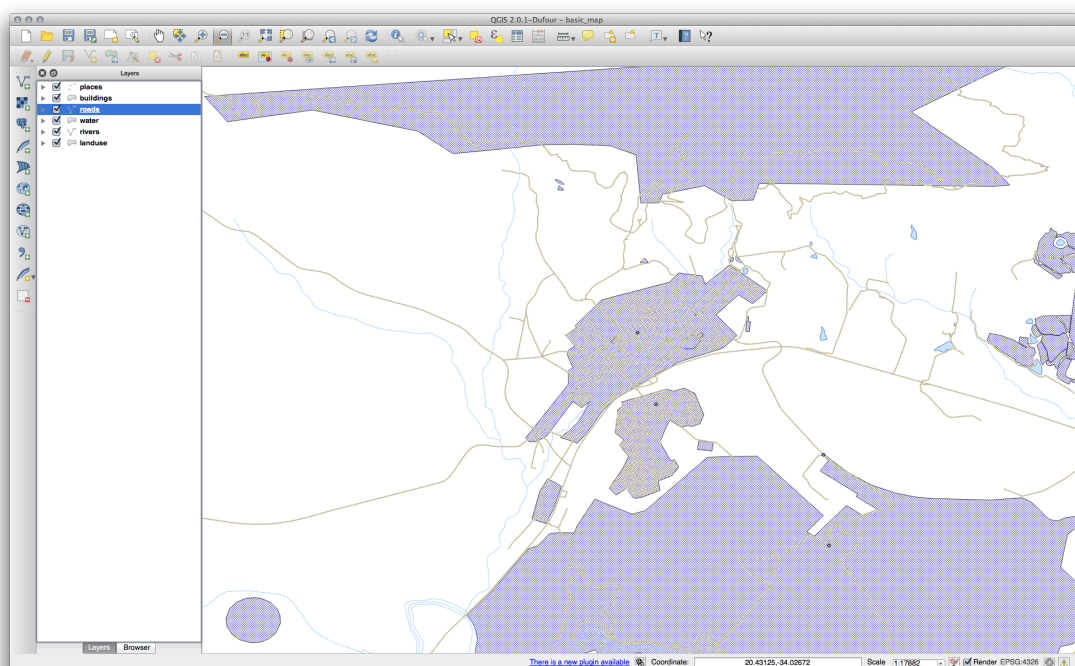 QGIS 2.0.1-Dufour - basic_map
Layers
places
buildings
roads
water
rivers
landuse
Layers Browser
There is a new plugin available Coordinate: 20.43125,-34.02672 Scale 1:17882 Render EPSG:4326